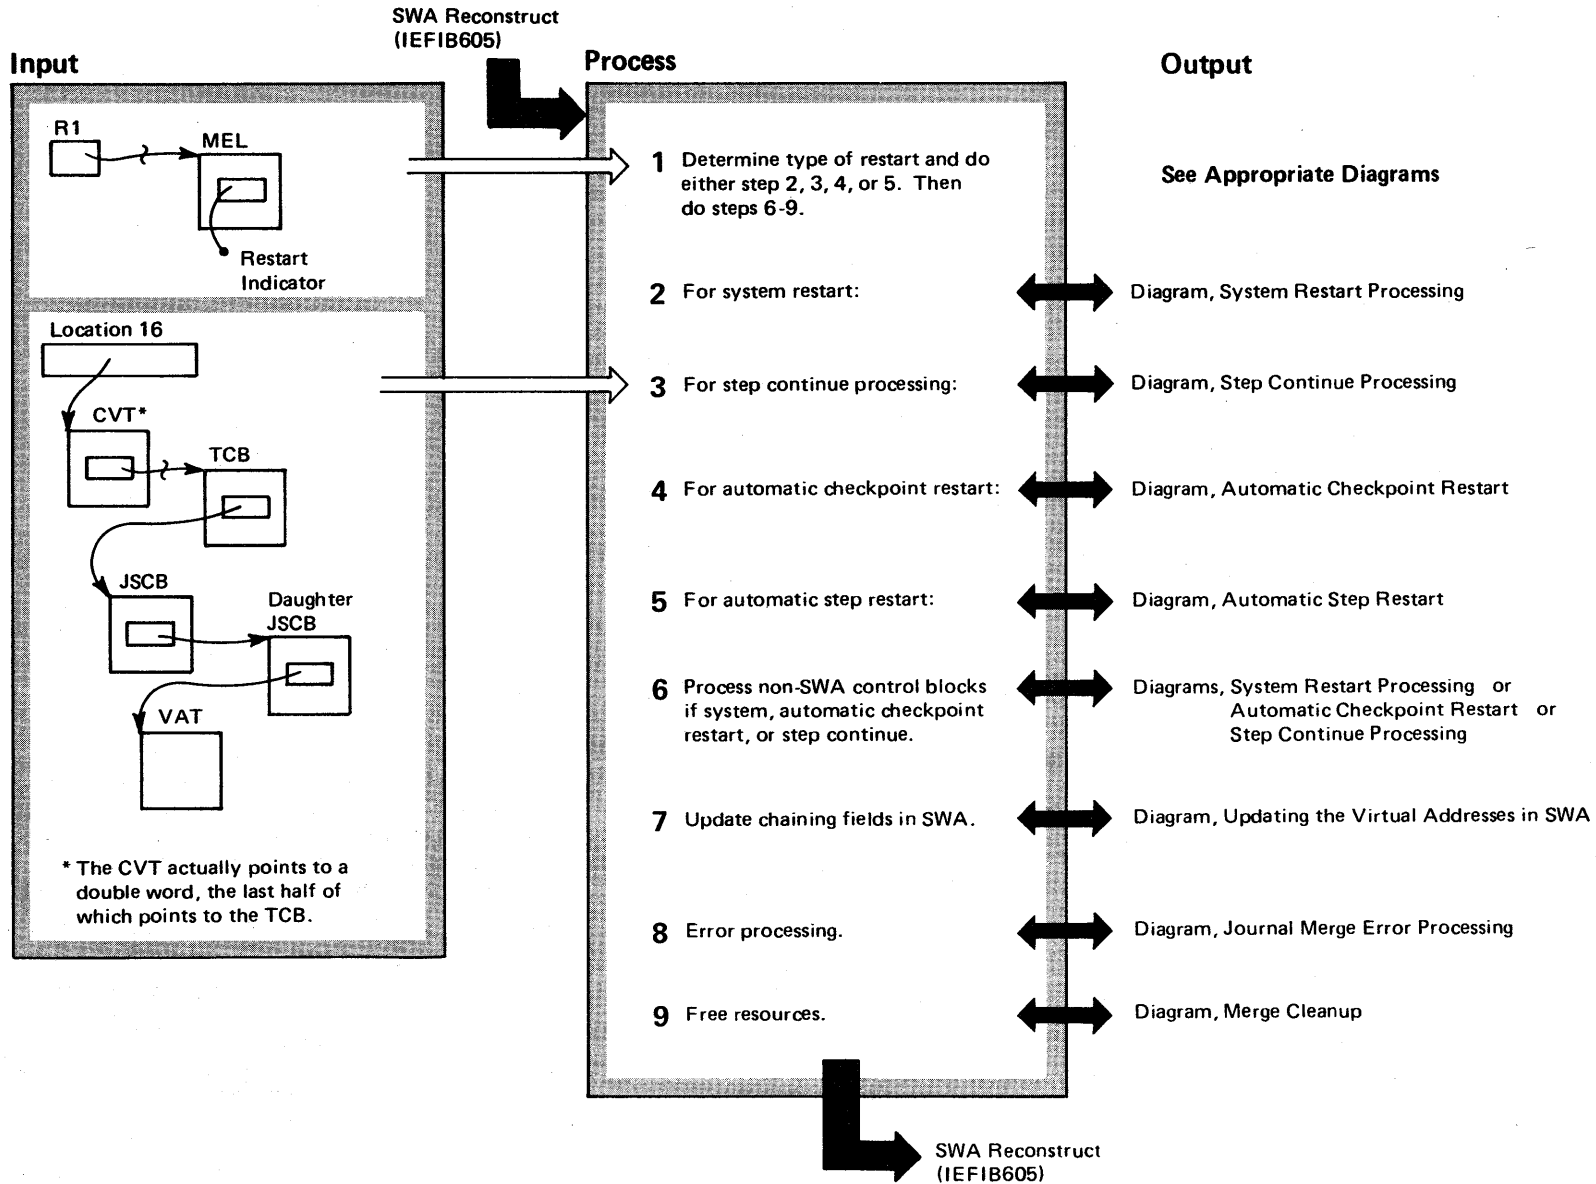 SWA Reconstruct
(IEFIB605)
Input
Process
Output
R1
MEL
Restart
Indicator
Location 16
CVT*
TCB
JSCB
Daughter
JSCB
VAT
* The CVT actually points to a
double word, the last half of
which points to the TCB.
1 Determine type of restart and do
either step 2, 3, 4, or 5. Then
do steps 6-9.
See Appropriate Diagrams
2 For system restart:
Diagram, System Restart Processing
3 For step continue processing:
Diagram, Step Continue Processing
4 For automatic checkpoint restart:
Diagram, Automatic Checkpoint Restart
5 For automatic step restart:
Diagram, Automatic Step Restart
6 Process non-SWA control blocks
if system, automatic checkpoint
restart, or step continue.
Diagrams, System Restart Processing or
Automatic Checkpoint Restart or
Step Continue Processing
7 Update chaining fields in SWA.
Diagram, Updating the Virtual Addresses in SWA
8 Error processing.
Diagram, Journal Merge Error Processing
9 Free resources.
Diagram, Merge Cleanup
SWA Reconstruct
(IEFIB605)